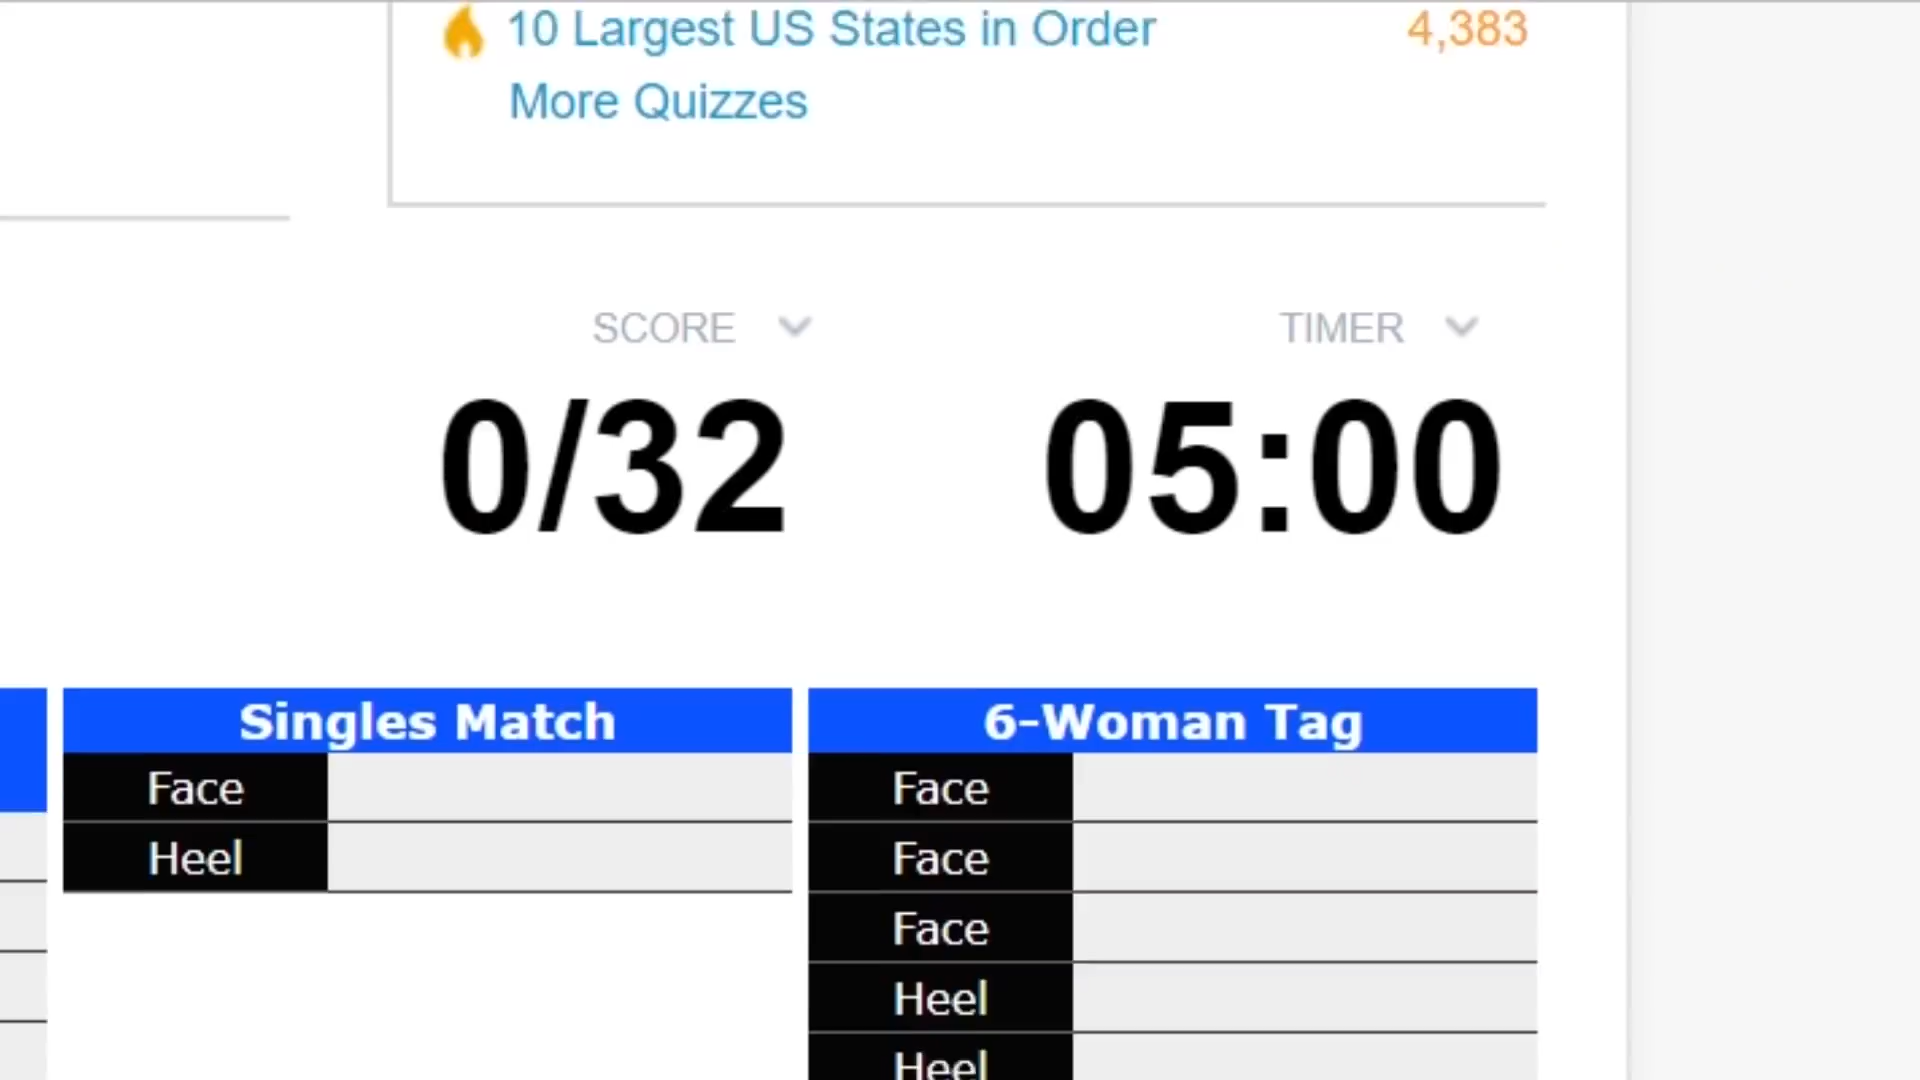 10 Largest US States in Order 4,383
More Quizzes
SCORE TIMER
0/32 05:00
Singles Match 6-Woman Tag
Face Face
Heel Face
Face
Heel
Heel